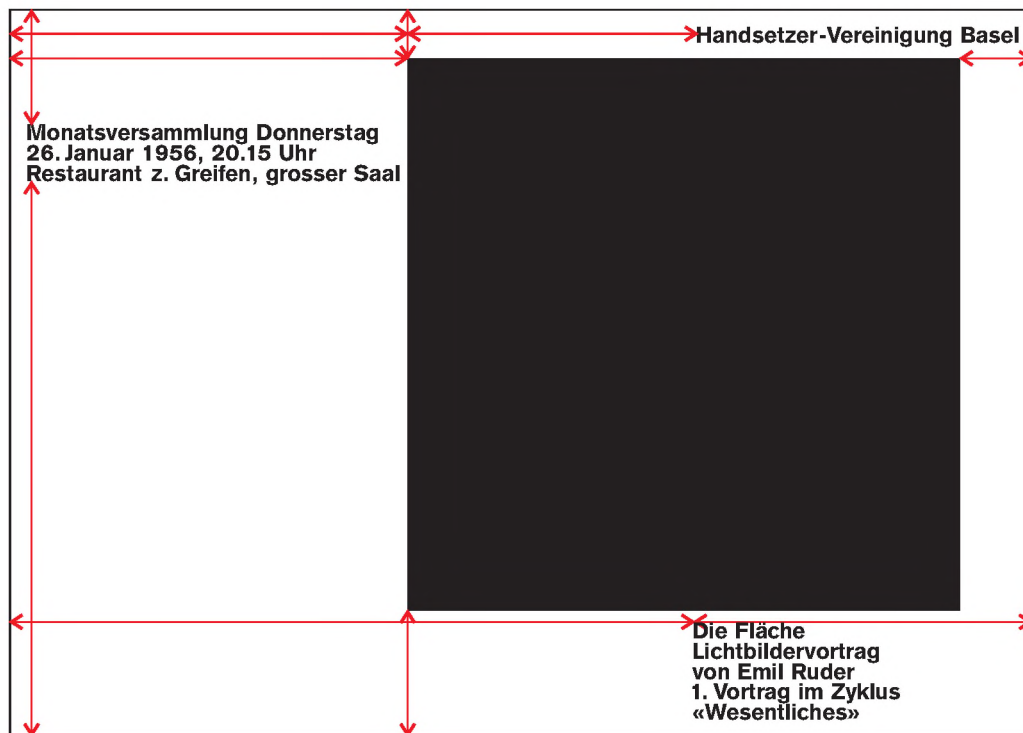 Handsetzer-Vereinigung Basel
Monatsversammlung Donnerstag
26. Januar 1956, 20.15 Uhr
Restaurant z. Greifen, grosser Saal
Die Fläche
Lichtbildervortrag
von Emil Ruder
1. Vortrag im Zyklus
«Wesentliches»